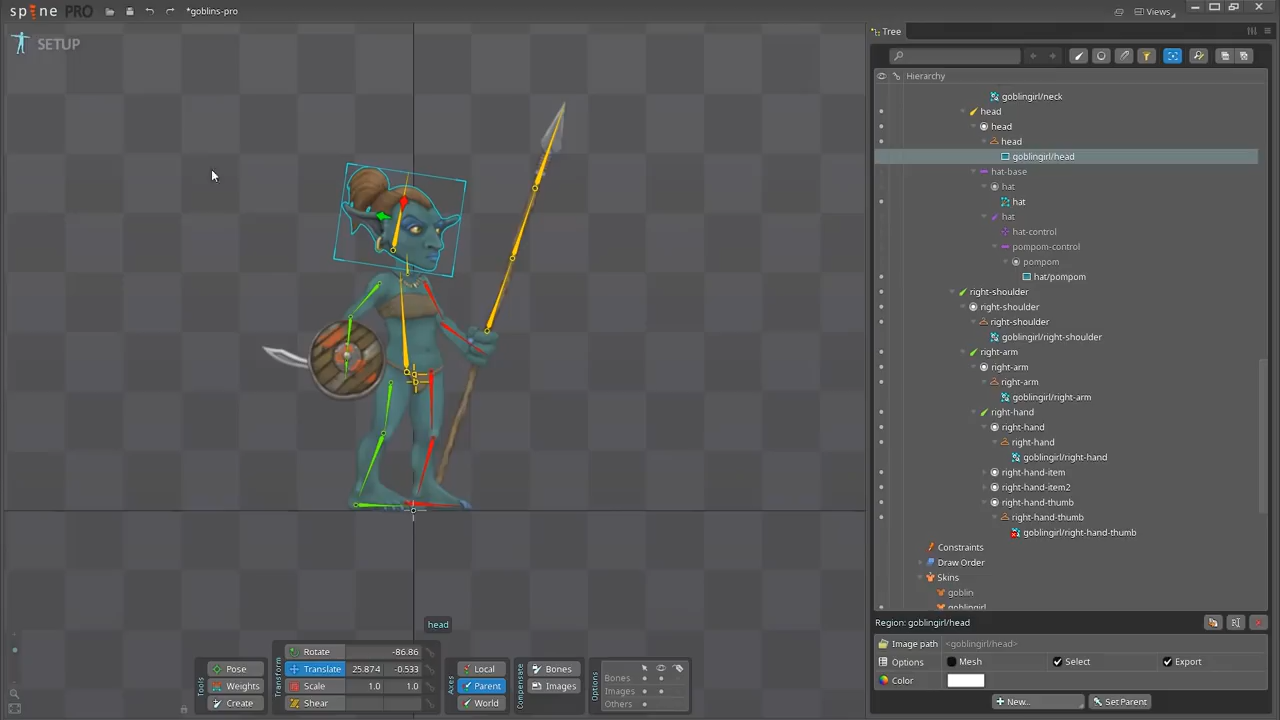 spine PRO
*goblins-pro
Views
SETUP
Tree
Hierarchy
goblingirl/neck
head
head
head
goblingirl/head
hat-base
hat
hat
hat
hat-control
pompom-control
pompom
hat/pompom
right-shoulder
right-shoulder
right-shoulder
goblingirl/right-shoulder
right-arm
right-arm
right-arm
goblingirl/right-arm
right-hand
right-hand
right-hand
goblingirl/right-hand
right-hand-item
right-hand-item2
right-hand-thumb
right-hand-thumb
goblingirl/right-hand-thumb
Constraints
Draw Order
Skins
goblin
goblingirl
Region: goblingirl/head
Image path <goblingirl/head>
Options Mesh Select Export
Color
New... Set Parent
head
Tools
Pose
Weights
Create
Transform
Rotate -86.86
Translate 25.874 -0.533
Scale 1.0 1.0
Shear
Axes
Local
Parent
World
Compensate
Bones
Images
Options
Bones
Images
Others